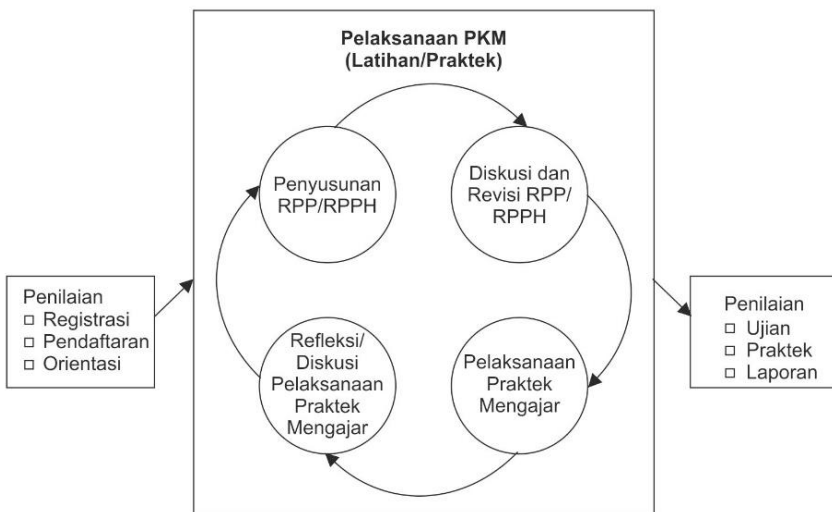 Pelaksanaan PKM
(Latihan/Praktek)
Penyusunan
RPP/RPPH
Diskusi dan
Revisi RPP/
RPPH
Pelaksanaan
Praktek
Mengajar
Refleksi/
Diskusi
Pelaksanaan
Praktek
Mengajar
Penilaian
□ Registrasi
□ Pendaftaran
□ Orientasi
Penilaian
□ Ujian
□ Praktek
□ Laporan